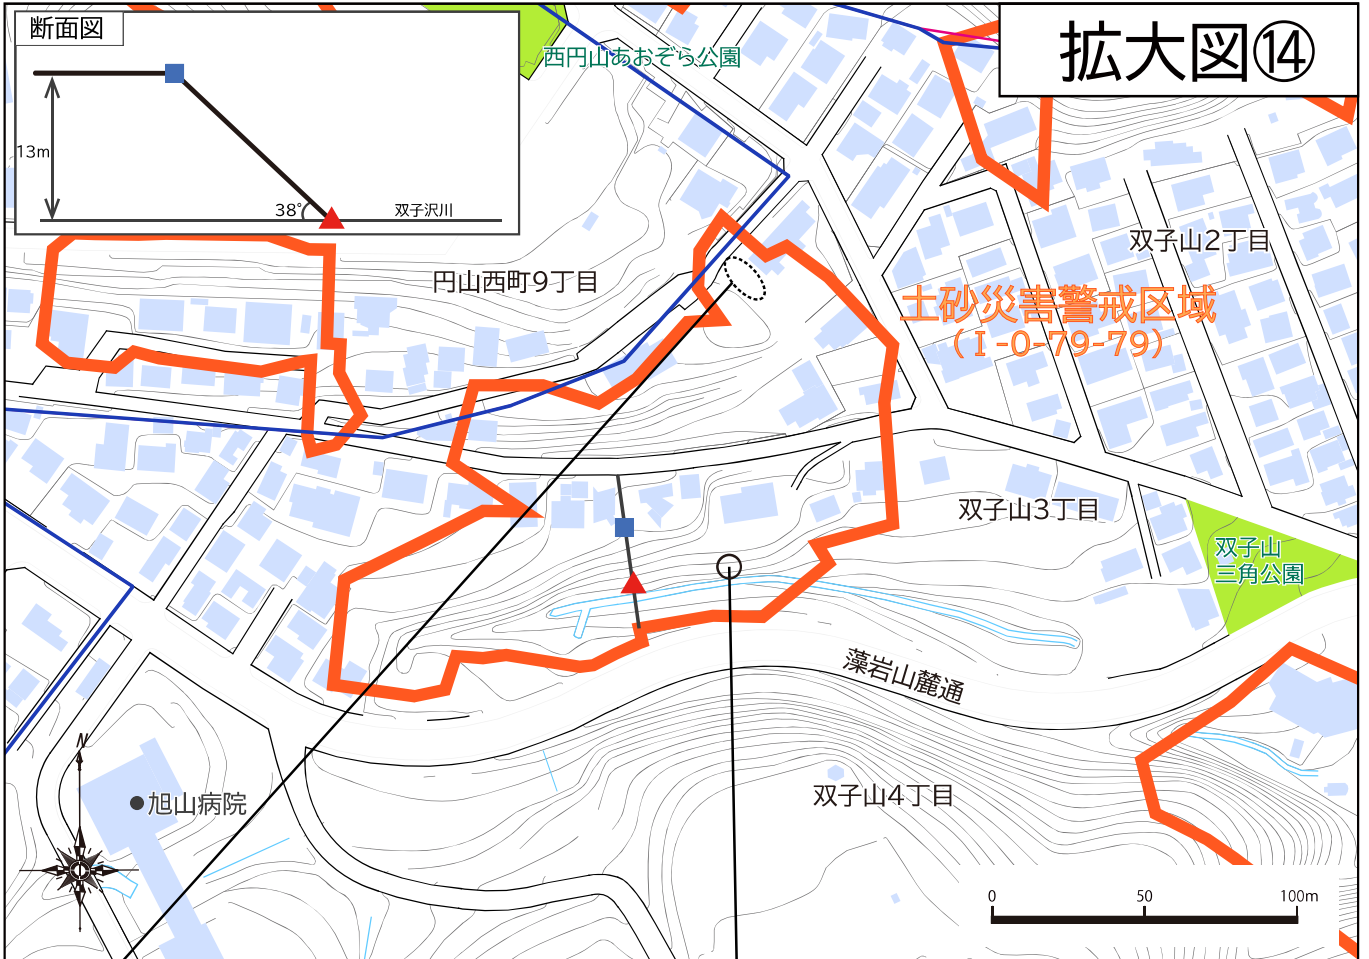 断面図
13m
38°
双子沢川
西円山あおぞら公園
拡大図⑭
円山西町9丁目
双子山2丁目
土砂災害警戒区域
(Ⅰ-0-79-79)
双子山3丁目
双子山
三角公園
藻岩山麓通
双子山4丁目
N
旭山病院
0 50 100m